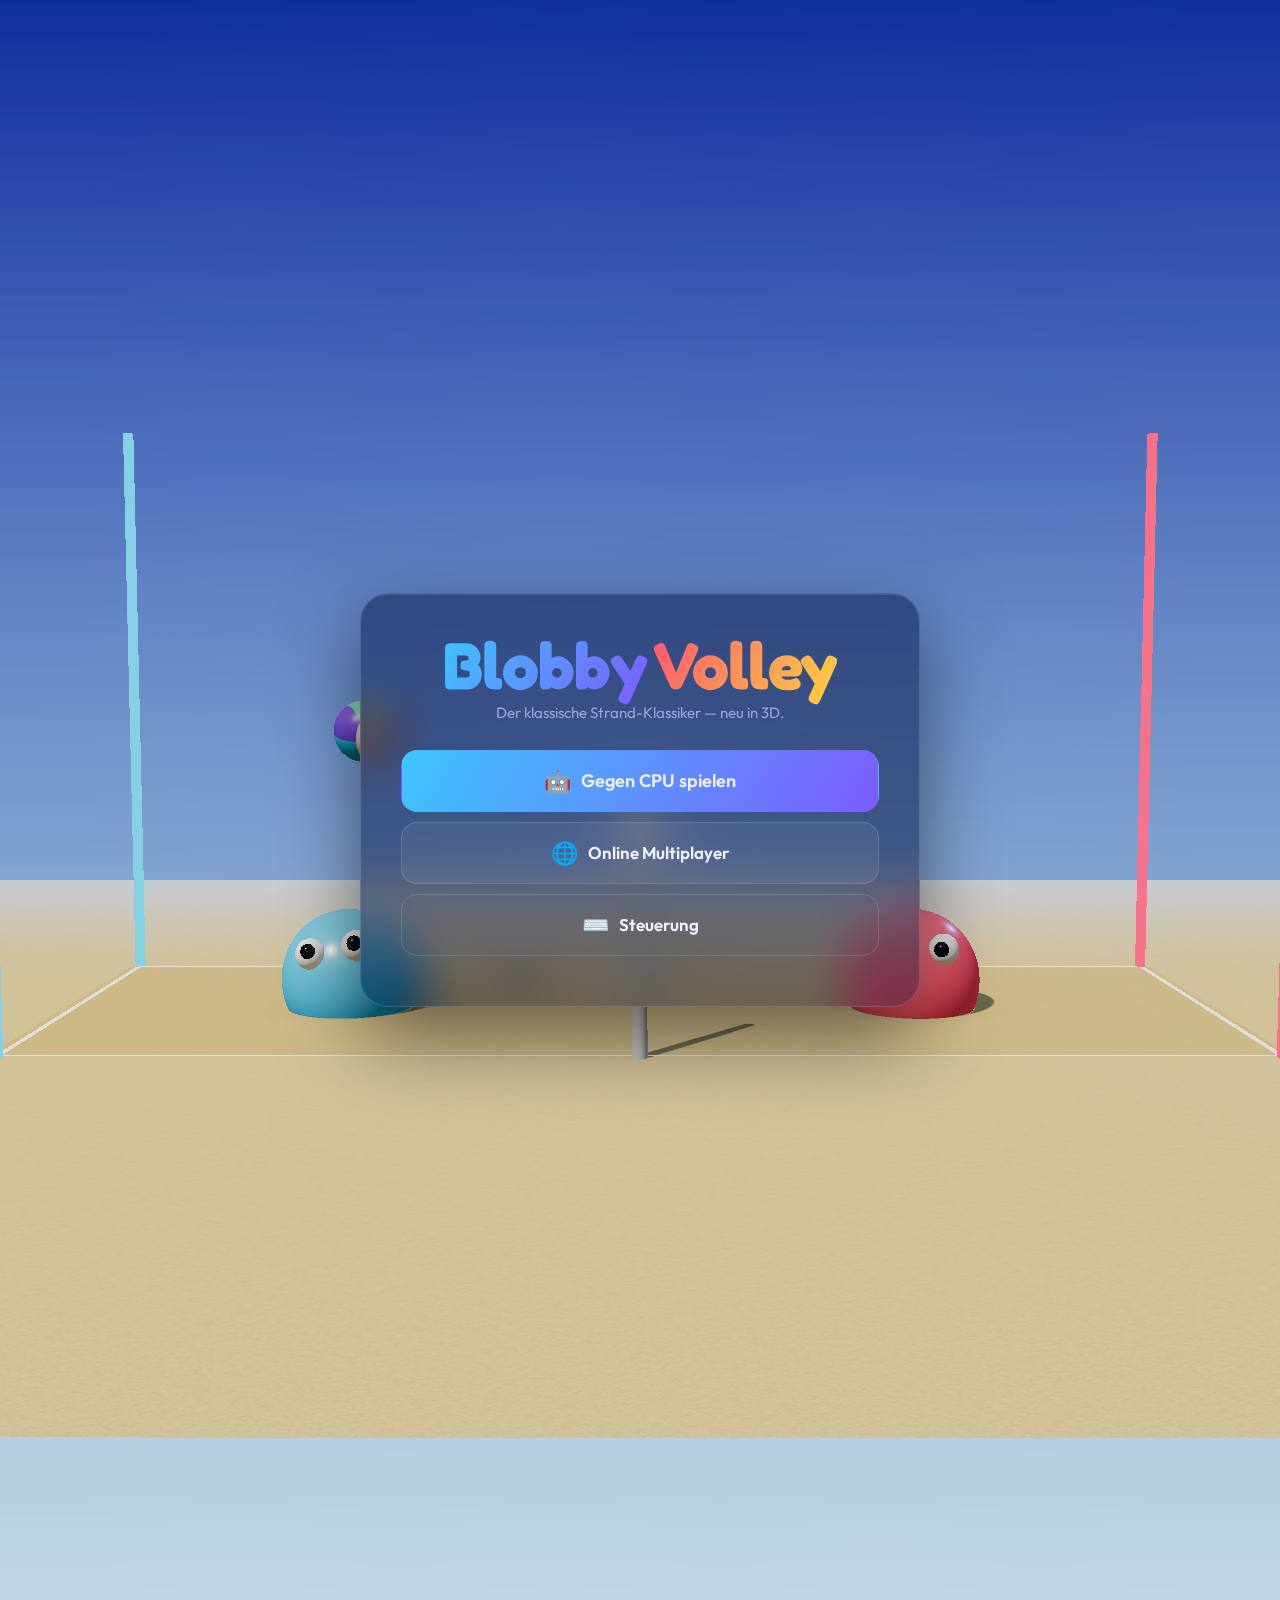 Blobby Volley
Der klassische Strand-Klassiker — neu in 3D.
Gegen CPU spielen
Online Multiplayer
Steuerung